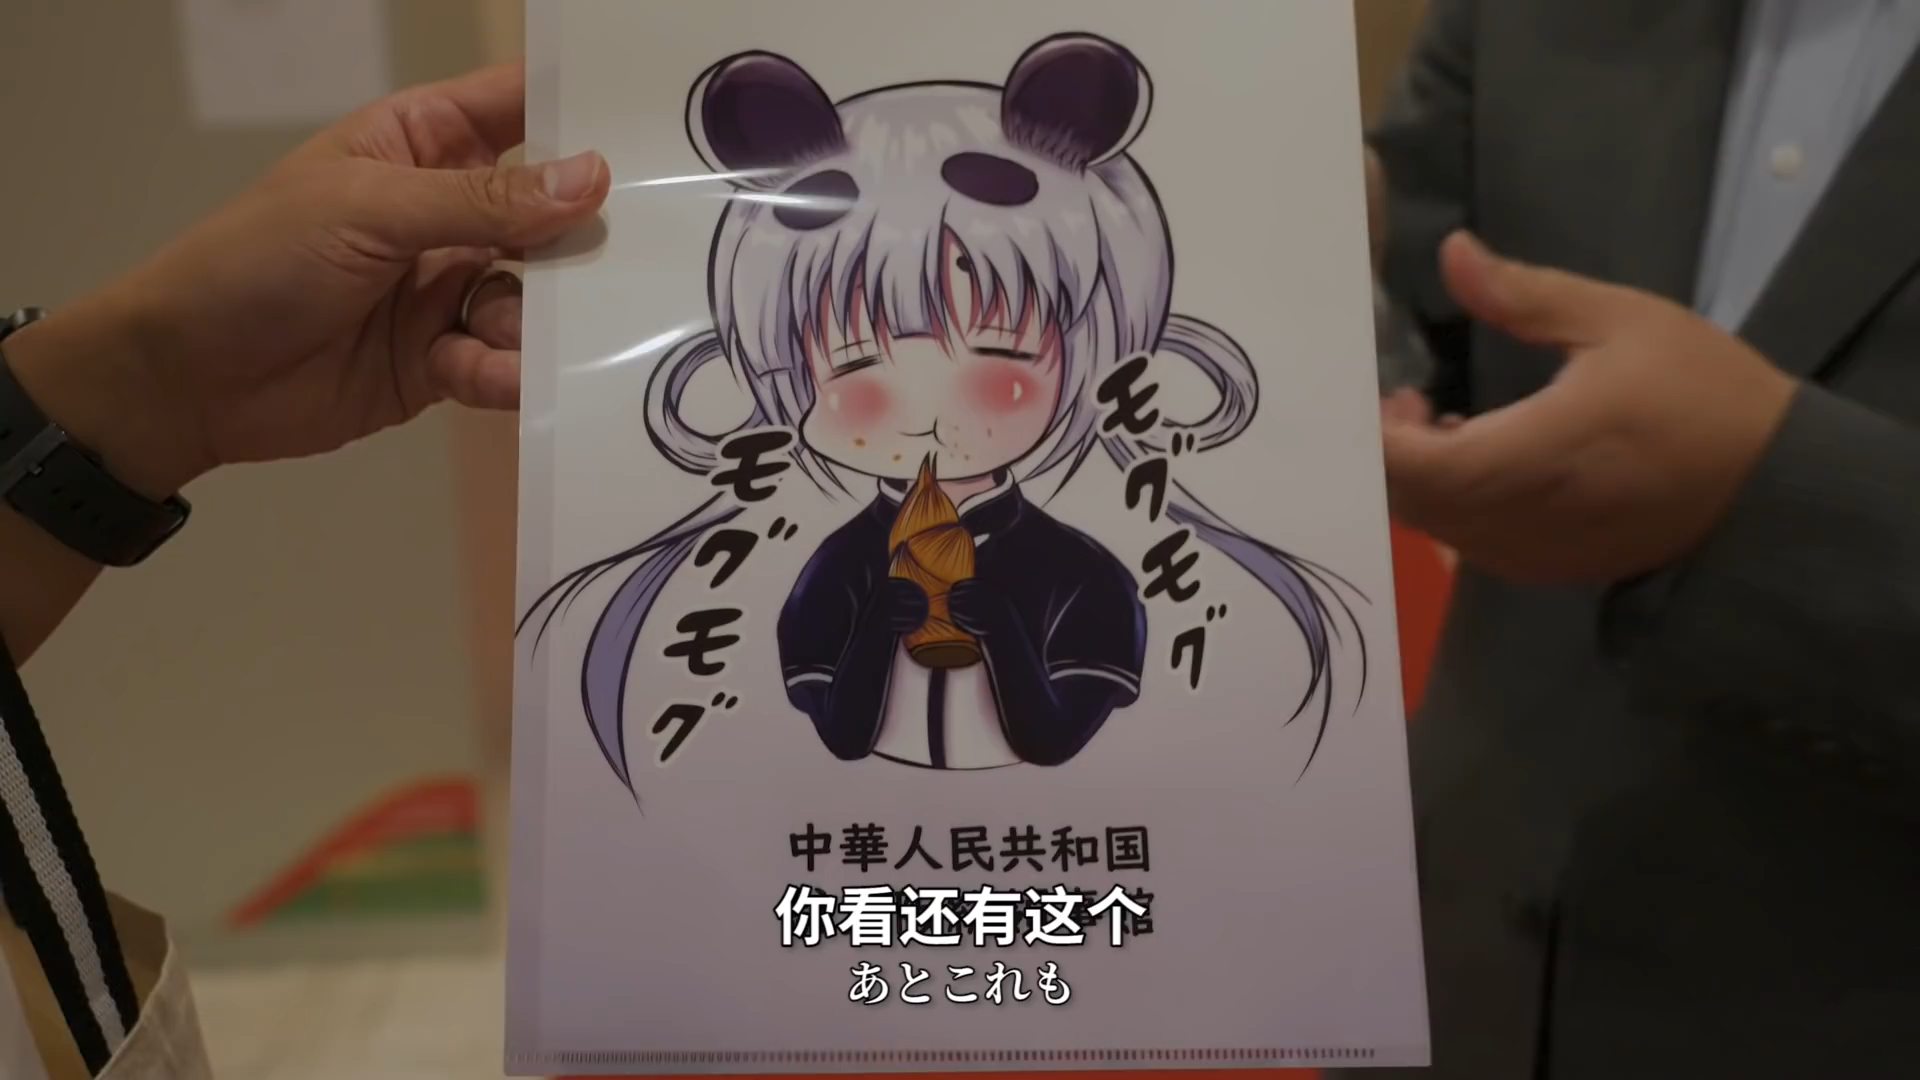 モグモグ
モグモグ
中華人民共和国
館
你看还有这个
あとこれも